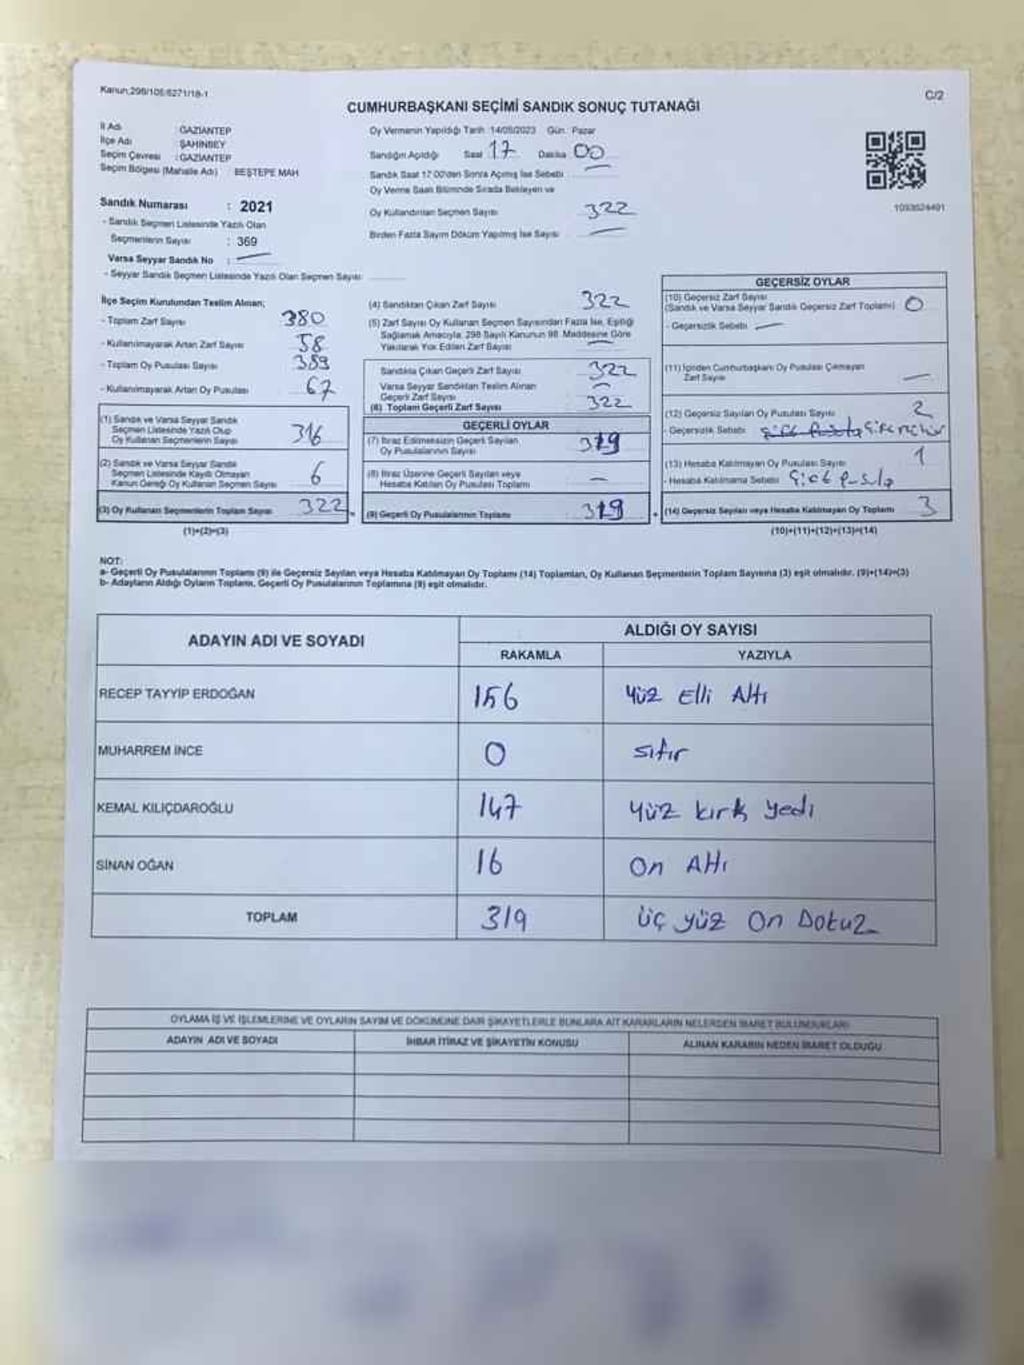 Kanun:298/105:6271/18-1
C/2
CUMHURBAŞKANI SEÇİMİ SANDIK SONUÇ TUTANAĞI
İl Adı : GAZİANTEP
İlçe Adı : ŞAHİNBEY
Seçim Çevresi : GAZİANTEP
Seçim Bölgesi (Mahalle Adı) : BEŞTEPE MAH
Sandık Numarası : 2021
- Sandık Seçmen Listesinde Yazılı Olan
Seçmenlerin Sayısı : 369
Varsa Seyyar Sandık No : —
- Seyyar Sandık Seçmen Listesinde Yazılı Olan Seçmen Sayısı
Oy Vermenin Yapıldığı Tarih :14/05/2023 Gün : Pazar
Sandığın Açıldığı Saat 17 Dakika 00
Sandık Saat 17:00'den Sonra Açılmış İse Sebebi —
Oy Verme Saati Bitiminde Sırada Bekleyen ve
Oy Kullandırılan Seçmen Sayısı 322
Birden Fazla Sayım Döküm Yapılmış İse Sayısı —
1093624401
İlçe Seçim Kurulundan Teslim Alınan;
- Toplam Zarf Sayısı 380
- Kullanılmayarak Artan Zarf Sayısı 58
- Toplam Oy Pusulası Sayısı 389
- Kullanılmayarak Artan Oy Pusulası 67
(1) Sandık ve Varsa Seyyar Sandık
Seçmen Listesinde Yazılı Olup
Oy Kullanan Seçmenlerin Sayısı 316
(2) Sandık ve Varsa Seyyar Sandık
Seçmen Listesinde Kayıtlı Olmayan
Kanun Gereği Oy Kullanan Seçmen Sayısı 6
(3) Oy Kullanan Seçmenlerin Toplam Sayısı 322
(1)+(2)=(3)
(4) Sandıktan Çıkan Zarf Sayısı 322
(5) Zarf Sayısı Oy Kullanan Seçmen Sayısından Fazla İse, Eşitliği
Sağlamak Amacıyla, 298 Sayılı Kanunun 98. Maddesine Göre
Yakılarak Yok Edilen Zarf Sayısı —
Sandıkta Çıkan Geçerli Zarf Sayısı 322
Varsa Seyyar Sandıktan Teslim Alınan
Geçerli Zarf Sayısı —
(6) Toplam Geçerli Zarf Sayısı 322
GEÇERLİ OYLAR
(7) İtiraz Edilmeksizin Geçerli Sayılan
Oy Pusulalarının Sayısı 319
(8) İtiraz Üzerine Geçerli Sayılan veya
Hesaba Katılan Oy Pusulası Toplamı —
(9) Geçerli Oy Pusulalarının Toplamı 319
GEÇERSİZ OYLAR
(10) Geçersiz Zarf Sayısı
(Sandık ve Varsa Seyyar Sandık Geçersiz Zarf Toplamı) 0
- Geçersizlik Sebebi —
(11) İçinden Cumhurbaşkanı Oy Pusulası Çıkmayan
Zarf Sayısı —
(12) Geçersiz Sayılan Oy Pusulası Sayısı 2
- Geçersizlik Sebebi
(13) Hesaba Katılmayan Oy Pusulası Sayısı 1
- Hesaba Katılmama Sebebi
(14) Geçersiz Sayılan veya Hesaba Katılmayan Oy Toplamı 3
(10)+(11)+(12)+(13)=(14)
NOT:
a- Geçerli Oy Pusulalarının Toplamı (9) ile Geçersiz Sayılan veya Hesaba Katılmayan Oy Toplamı (14) Toplamları, Oy Kullanan Seçmenlerin Toplam Sayısına (3) eşit olmalıdır. (9)+(14)=(3)
b- Adayların Aldığı Oyların Toplamı, Geçerli Oy Pusulalarının Toplamına (9) eşit olmalıdır.
ADAYIN ADI VE SOYADI
ALDIĞI OY SAYISI
RAKAMLA YAZIYLA
RECEP TAYYİP ERDOĞAN 156 Yüz Elli Altı
MUHARREM İNCE 0 sıfır
KEMAL KILIÇDAROĞLU 147 Yüz kırk yedi
SİNAN OĞAN 16 On Altı
TOPLAM 319 üç yüz On Dokuz
OYLAMA İŞ VE İŞLEMLERİNE VE OYLARIN SAYIM VE DÖKÜMÜNE DAİR ŞİKAYETLERLE BUNLARA AİT KARARLARIN NELERDEN İBARET BULUNDUKLARI
ADAYIN ADI VE SOYADI İHBAR İTİRAZ VE ŞİKAYETİN KONUSU ALINAN KARARIN NEDEN İBARET OLDUĞU